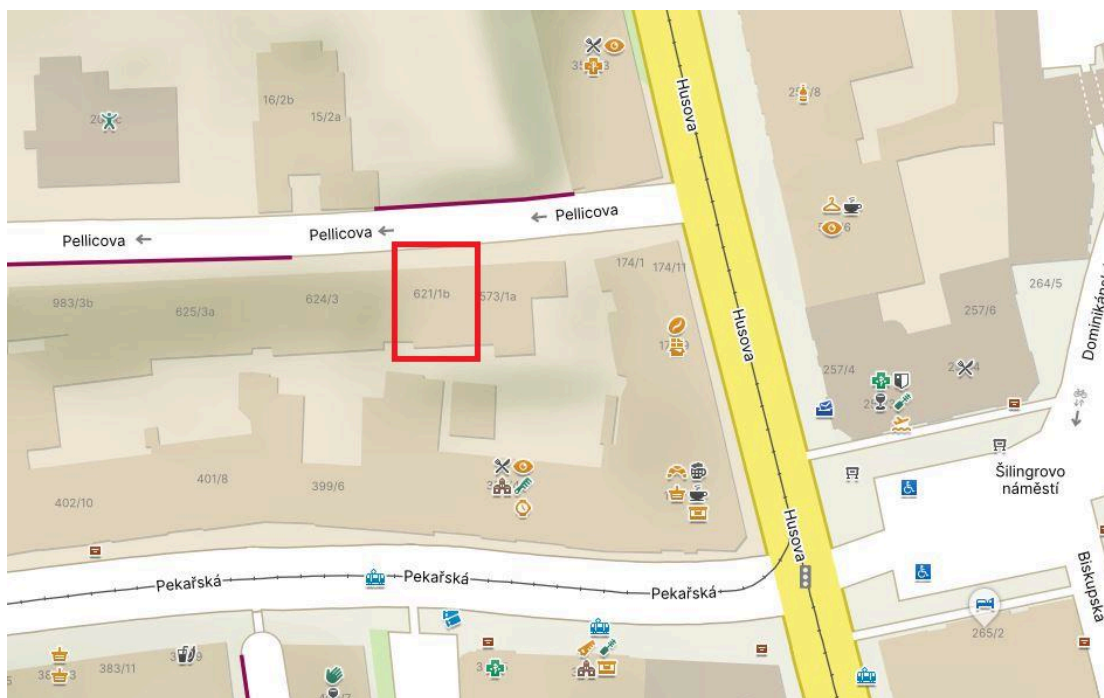 Husova
16/2b
15/2a
Pellicova
Pellicova
Pellicova
174/1
174/11
264/5
Dominikánsk
983/3b
625/3a
624/3
621/1b
573/1a
257/6
Husova
257/4
401/8
399/6
402/10
Šilingrovo
náměstí
Husova
Pekařská
Pekařská
Pekařská
Biskupska
265/2
383/11